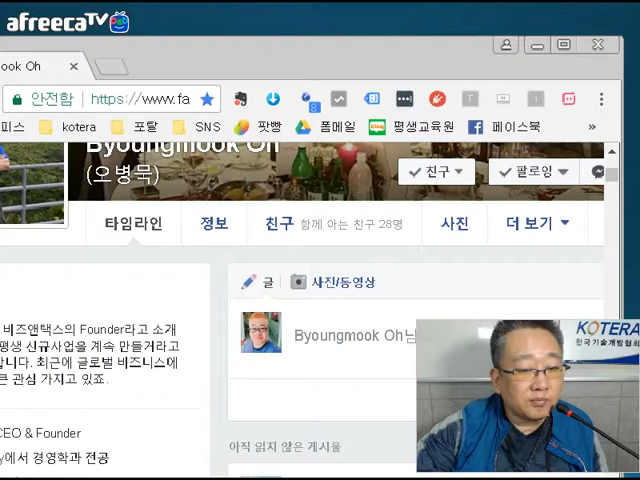 afreecaTV
ook Oh
안전함 https://www.fa
8
피스 kotera 포탈 SNS 팟빵 폼메일 평생교육원 페이스북 »
Byoungmook Oh
(오병묵)
친구 팔로잉
타임라인 정보 친구 함께 아는 친구 28명 사진 더 보기
글 사진/동영상
비즈앤택스의 Founder라고 소개
평생 신규사업을 계속 만들거라고
니다. 최근에 글로벌 비즈니스에
큰 관심 가지고 있죠.
Byoungmook Oh님
KOTERA
한국기술개발협회
아직 읽지 않은 게시물
CEO & Founder
y에서 경영학과 전공